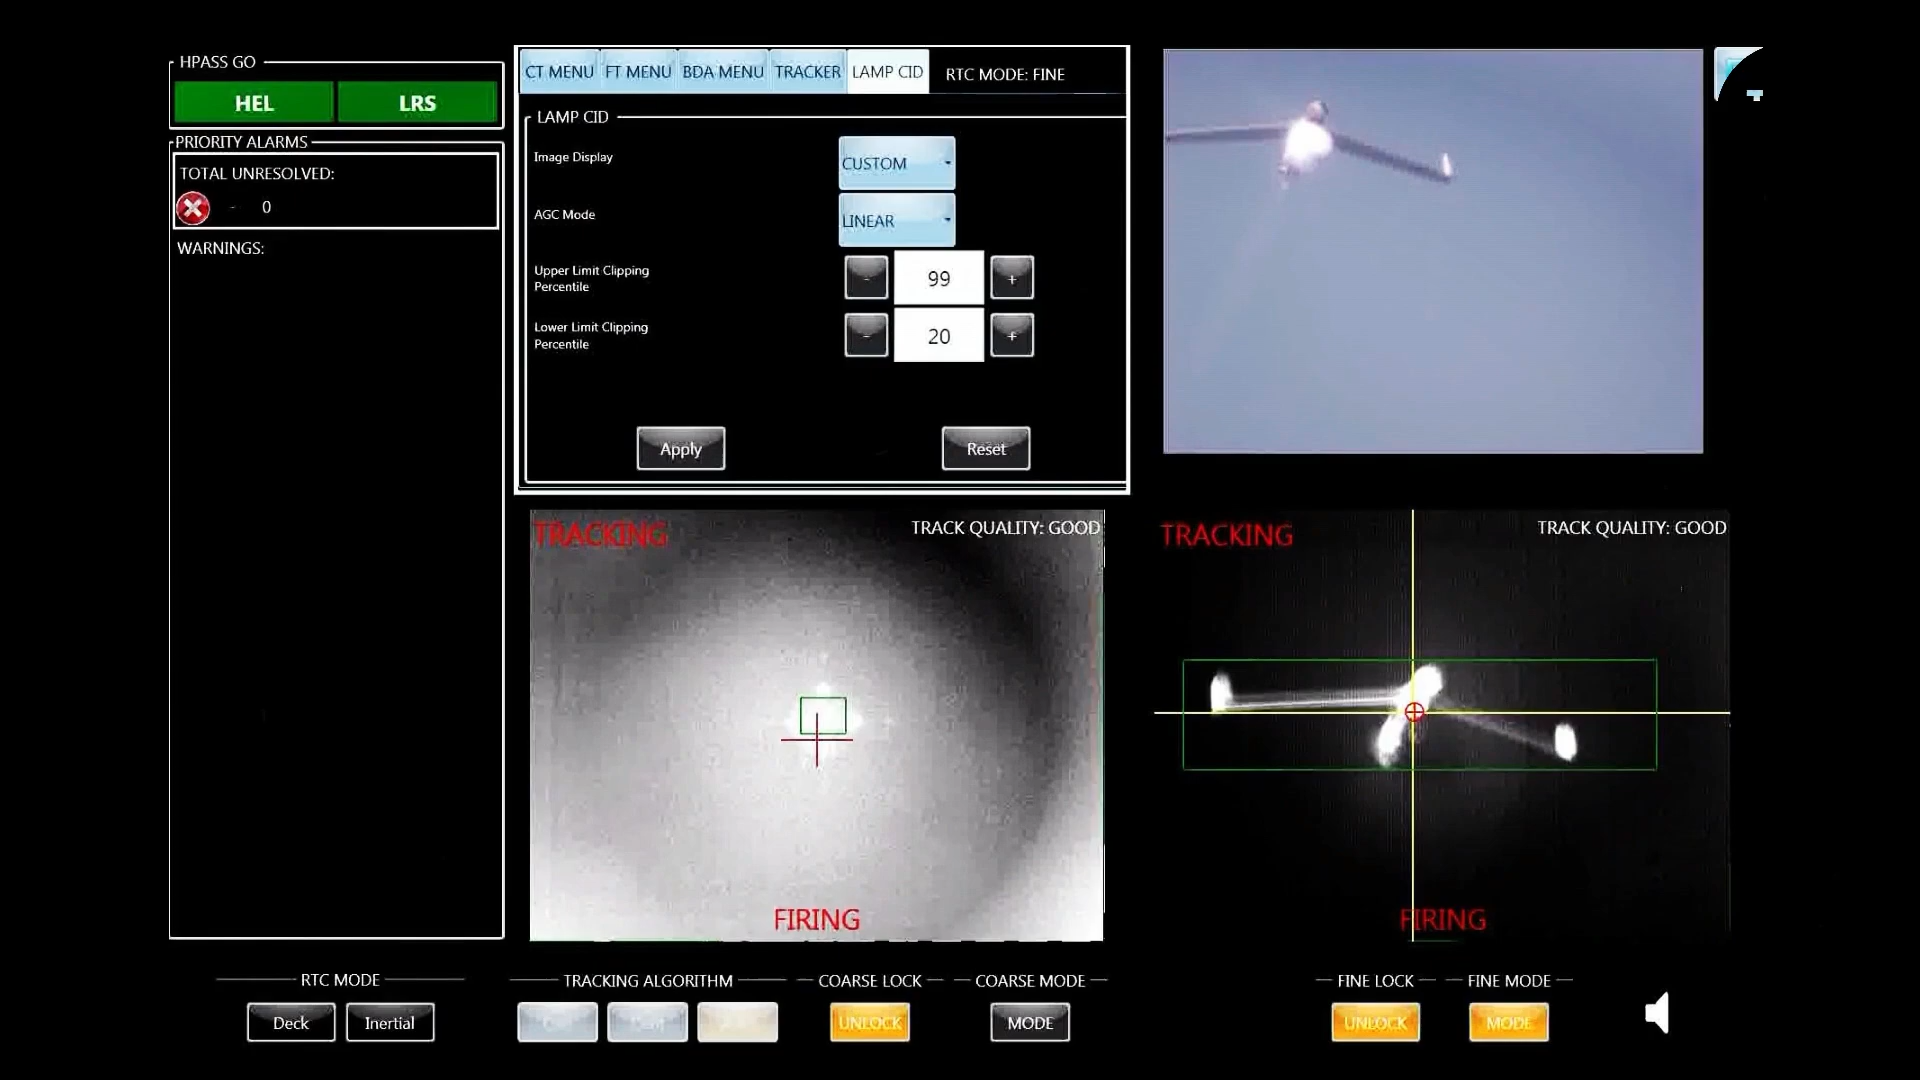 HPASS GO
HEL
LRS
PRIORITY ALARMS
TOTAL UNRESOLVED:
- 0
WARNINGS:
CT MENU
FT MENU
BDA MENU
TRACKER
LAMP CID
RTC MODE: FINE
LAMP CID
Image Display
CUSTOM
AGC Mode
LINEAR
Upper Limit Clipping
Percentile
- 99 +
Lower Limit Clipping
Percentile
- 20 +
Apply
Reset
TRACKING
TRACK QUALITY: GOOD
FIRING
TRACKING
TRACK QUALITY: GOOD
FIRING
RTC MODE
Deck
Inertial
TRACKING ALGORITHM
COARSE LOCK
UNLOCK
COARSE MODE
MODE
FINE LOCK
UNLOCK
FINE MODE
MODE